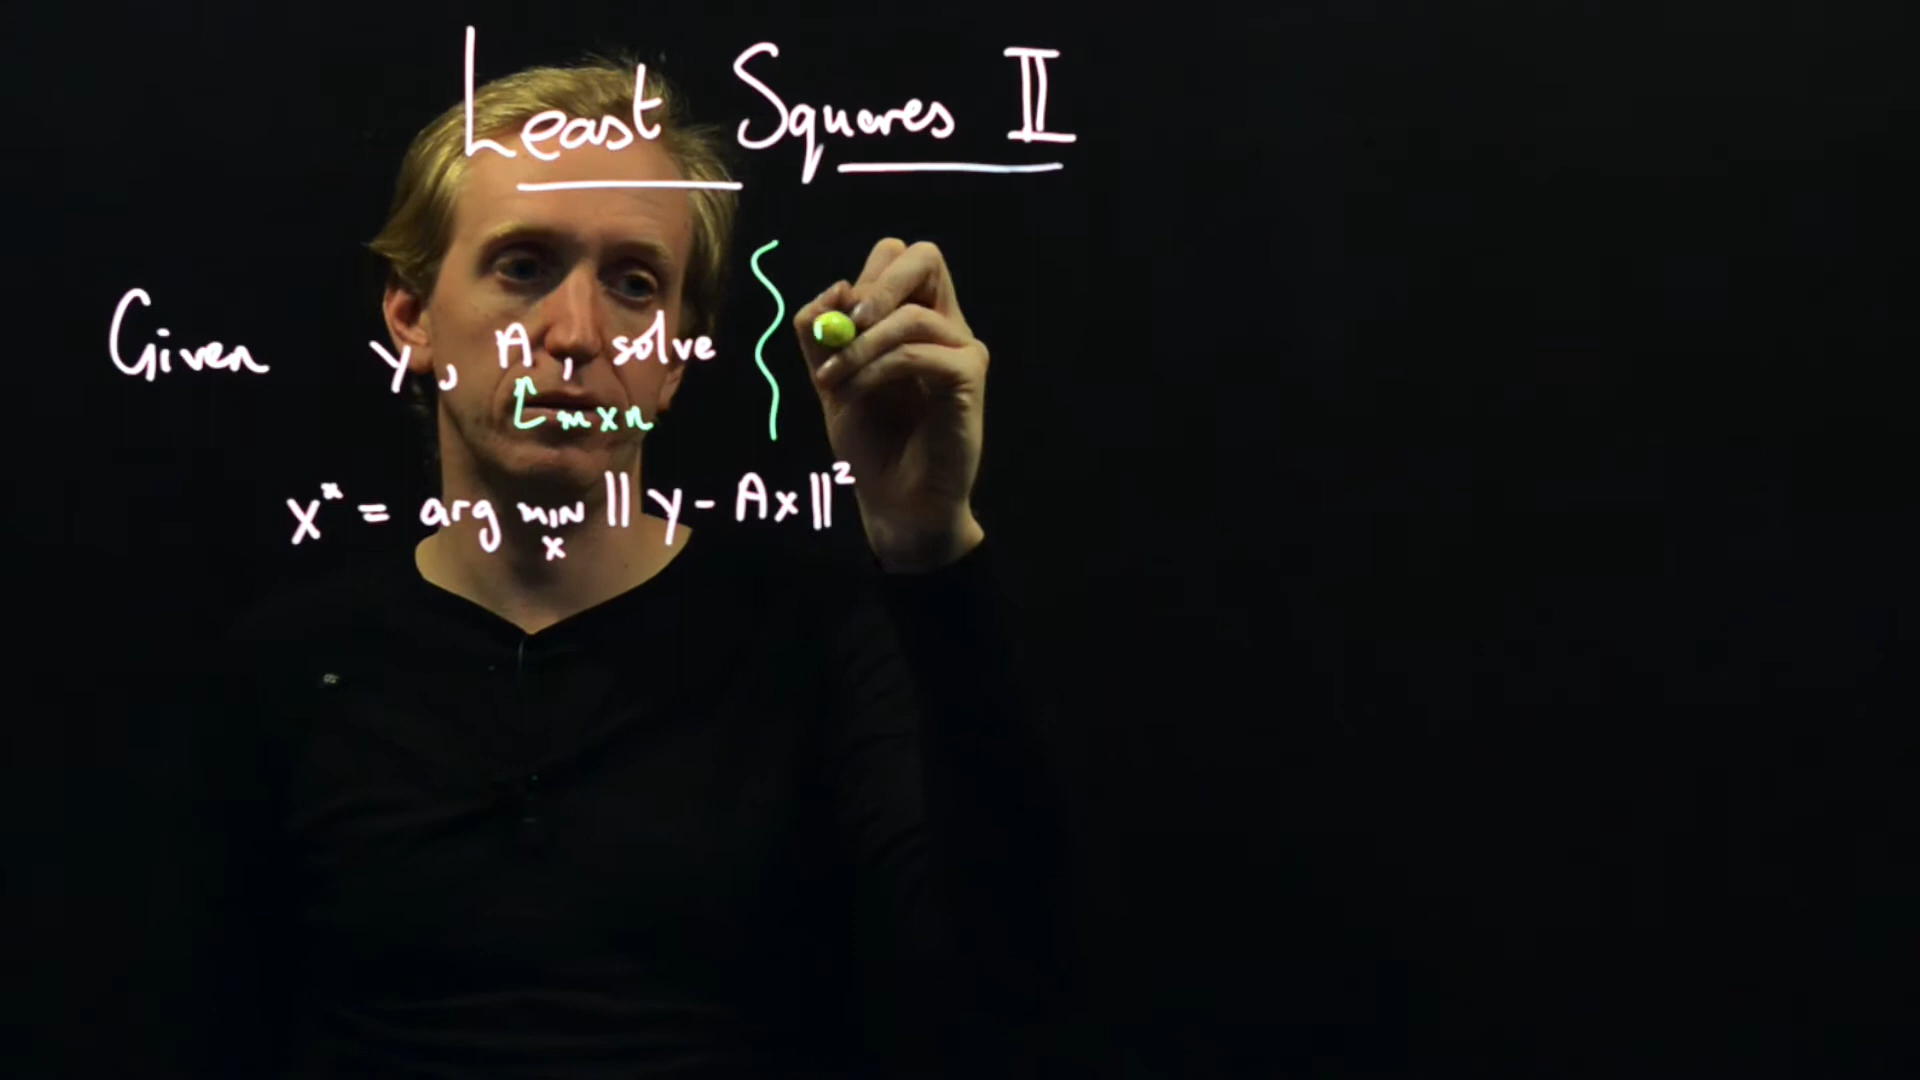 Least Squares II
Given y, A, solve
m x n
x* = arg min ‖ y - Ax ‖²
x